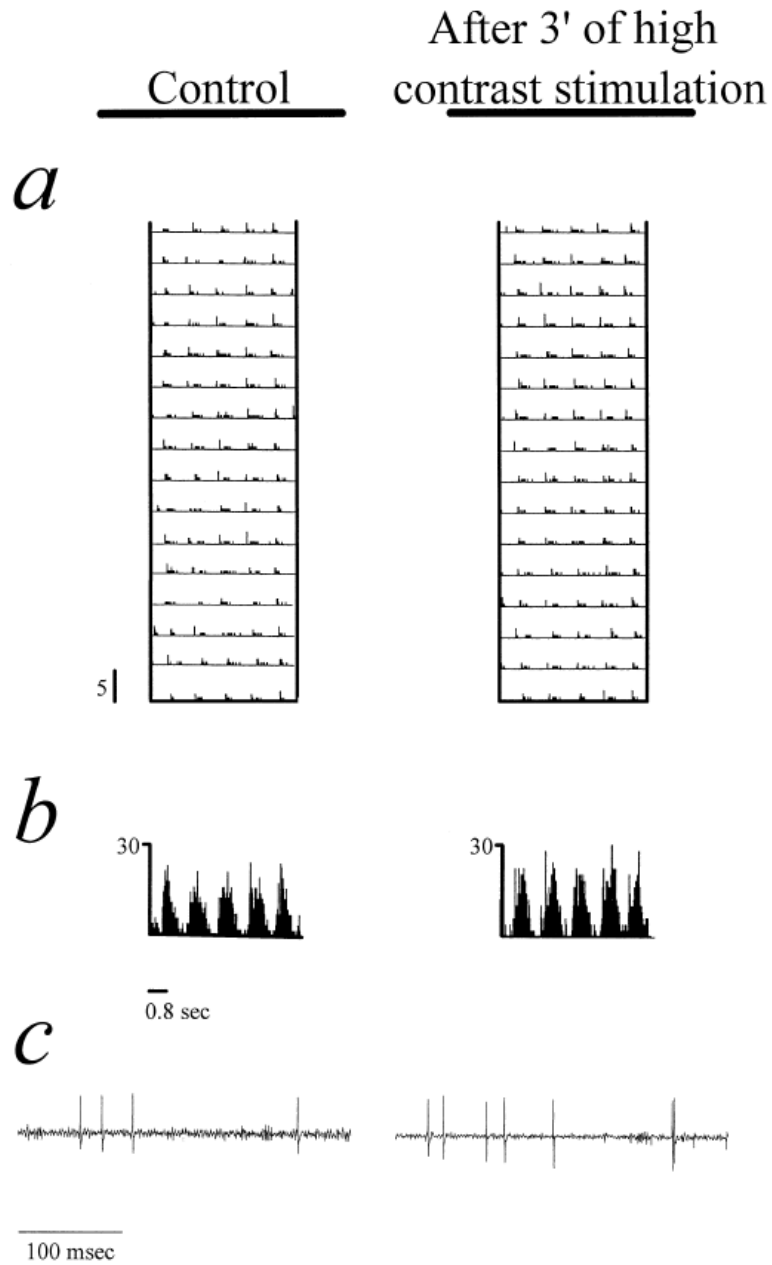 Control
After 3' of high
contrast stimulation
a
5
b
30
30
0.8 sec
c
100 msec